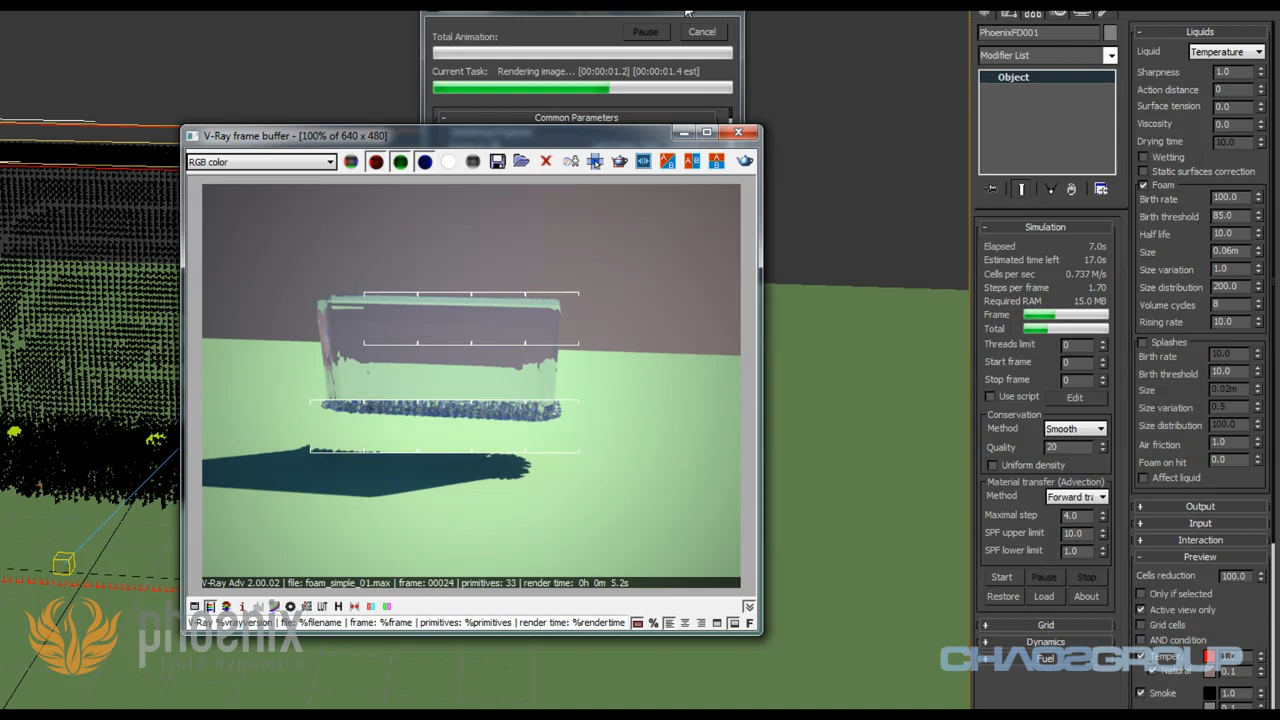 Total Animation:
Pause
Cancel
Current Task: Rendering image... [00:00:01.2] [00:00:01.4 est]
- Common Parameters
V-Ray frame buffer - [100% of 640 x 480]
RGB color
V-Ray Adv 2.00.02 | file: foam_simple_01.max | frame: 00024 | primitives: 33 | render time: 0h 0m 5.2s
V-Ray %vrayversion | file: %filename | frame: %frame | primitives: %primitives | render time: %rendertime
phoenix
fluid dynamics
PhoenixFD001
Modifier List
Object
- Simulation
Elapsed 7.0s
Estimated time left 17.0s
Cells per sec 0.737 M/s
Steps per frame 1.70
Required RAM 15.0 MB
Frame
Total
Threads limit 0
Start frame 0
Stop frame 0
Use script Edit
Conservation
Method Smooth
Quality 20
Uniform density
Material transfer (Advection)
Method Forward tra
Maximal step 4.0
SPF upper limit 10.0
SPF lower limit 1.0
Start Pause Stop
Restore Load About
+ Grid
+ Dynamics
+ Fuel
- Liquids
Liquid Temperature
Sharpness 1.0
Action distance 0
Surface tension 0.0
Viscosity 0.0
Drying time 10.0
Wetting
Static surfaces correction
Foam
Birth rate 100.0
Birth threshold 85.0
Half life 10.0
Size 0.06m
Size variation 1.0
Size distribution 200.0
Volume cycles 8
Rising rate 10.0
Splashes
Birth rate 10.0
Birth threshold 10.0
Size 0.02m
Size variation 0.5
Size distribution 100.0
Air friction 1.0
Foam on hit 0.0
Affect liquid
+ Output
+ Input
+ Interaction
- Preview
Cells reduction 100.0
Only if selected
Active view only
Grid cells
AND condition
Temper.
Natural 0.1
Smoke 1.0
CHAOSGROUP